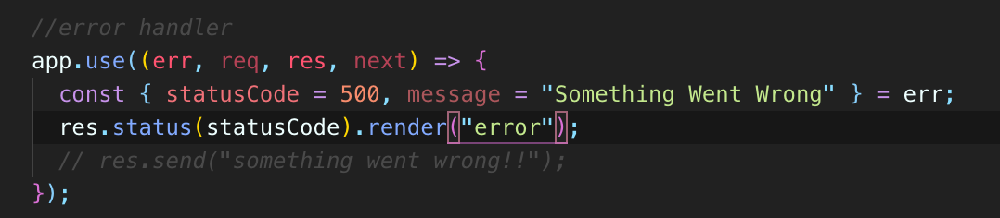 //error handler
app.use((err, req, res, next) => {
const { statusCode = 500, message = "Something Went Wrong" } = err;
res.status(statusCode).render("error");
// res.send("something went wrong!!");
});